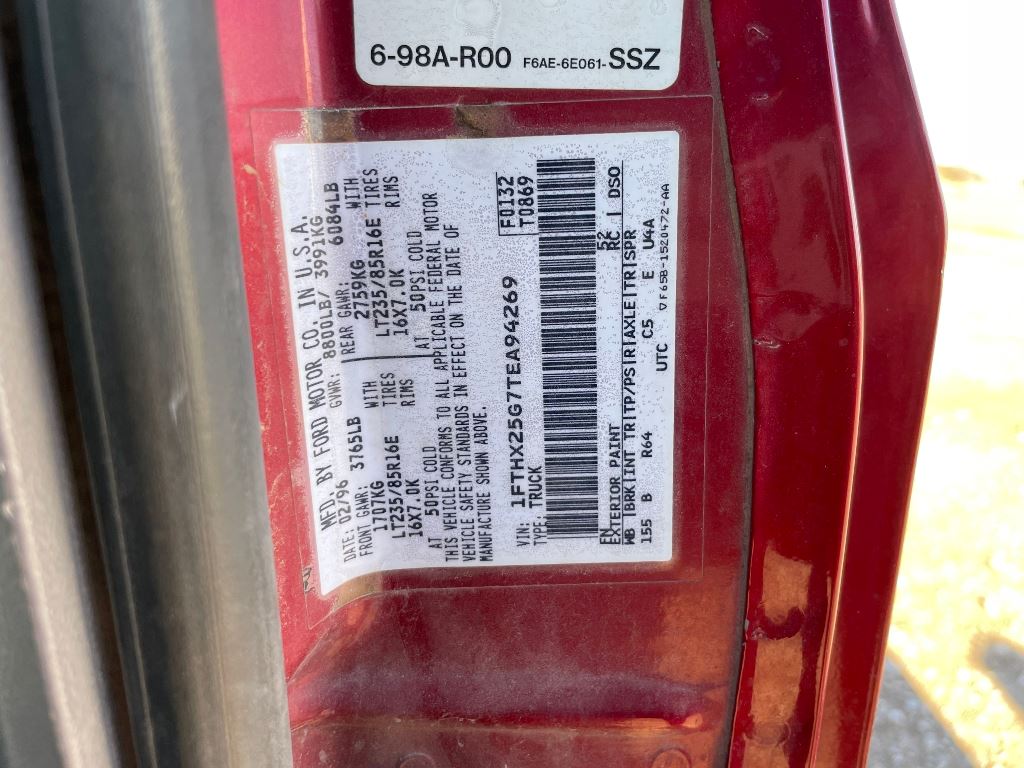 6-98A-R00 F6AE-6E061-SSZ
MFD. BY FORD MOTOR CO. IN U.S.A.
DATE: 02/96 GVWR: 8800LB/ 3991KG
FRONT GAWR: 3765LB REAR GAWR: 6084LB
1707KG WITH 2759KG WITH
LT235/85R16E TIRES LT235/85R16E TIRES
16X7.0K RIMS 16X7.0K RIMS
AT 50PSI COLD AT 50PSI COLD
THIS VEHICLE CONFORMS TO ALL APPLICABLE FEDERAL MOTOR
VEHICLE SAFETY STANDARDS IN EFFECT ON THE DATE OF
MANUFACTURE SHOWN ABOVE.
VIN: 1FTHX25G7TEA94269 F0132
TYPE: TRUCK T0869
EXTERIOR PAINT RC 52 DSO
WB |BRK|INT TR|TP/PS|R|AXLE|TR|SPR
155 B R64 C5 E U4A
UTC ▽F65B-1520472-AA